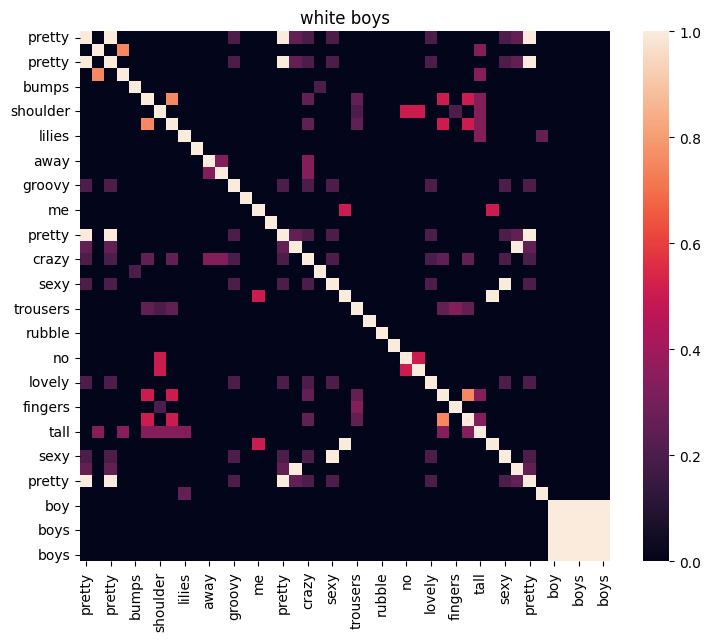 white boys
pretty
pretty
bumps
shoulder
lilies
away
groovy
me
pretty
crazy
sexy
trousers
rubble
no
lovely
fingers
tall
sexy
pretty
boy
boys
boys
1.0
0.8
0.6
0.4
0.2
0.0
pretty
pretty
bumps
shoulder
lilies
away
groovy
me
pretty
crazy
sexy
trousers
rubble
no
lovely
fingers
tall
sexy
pretty
boy
boys
boys